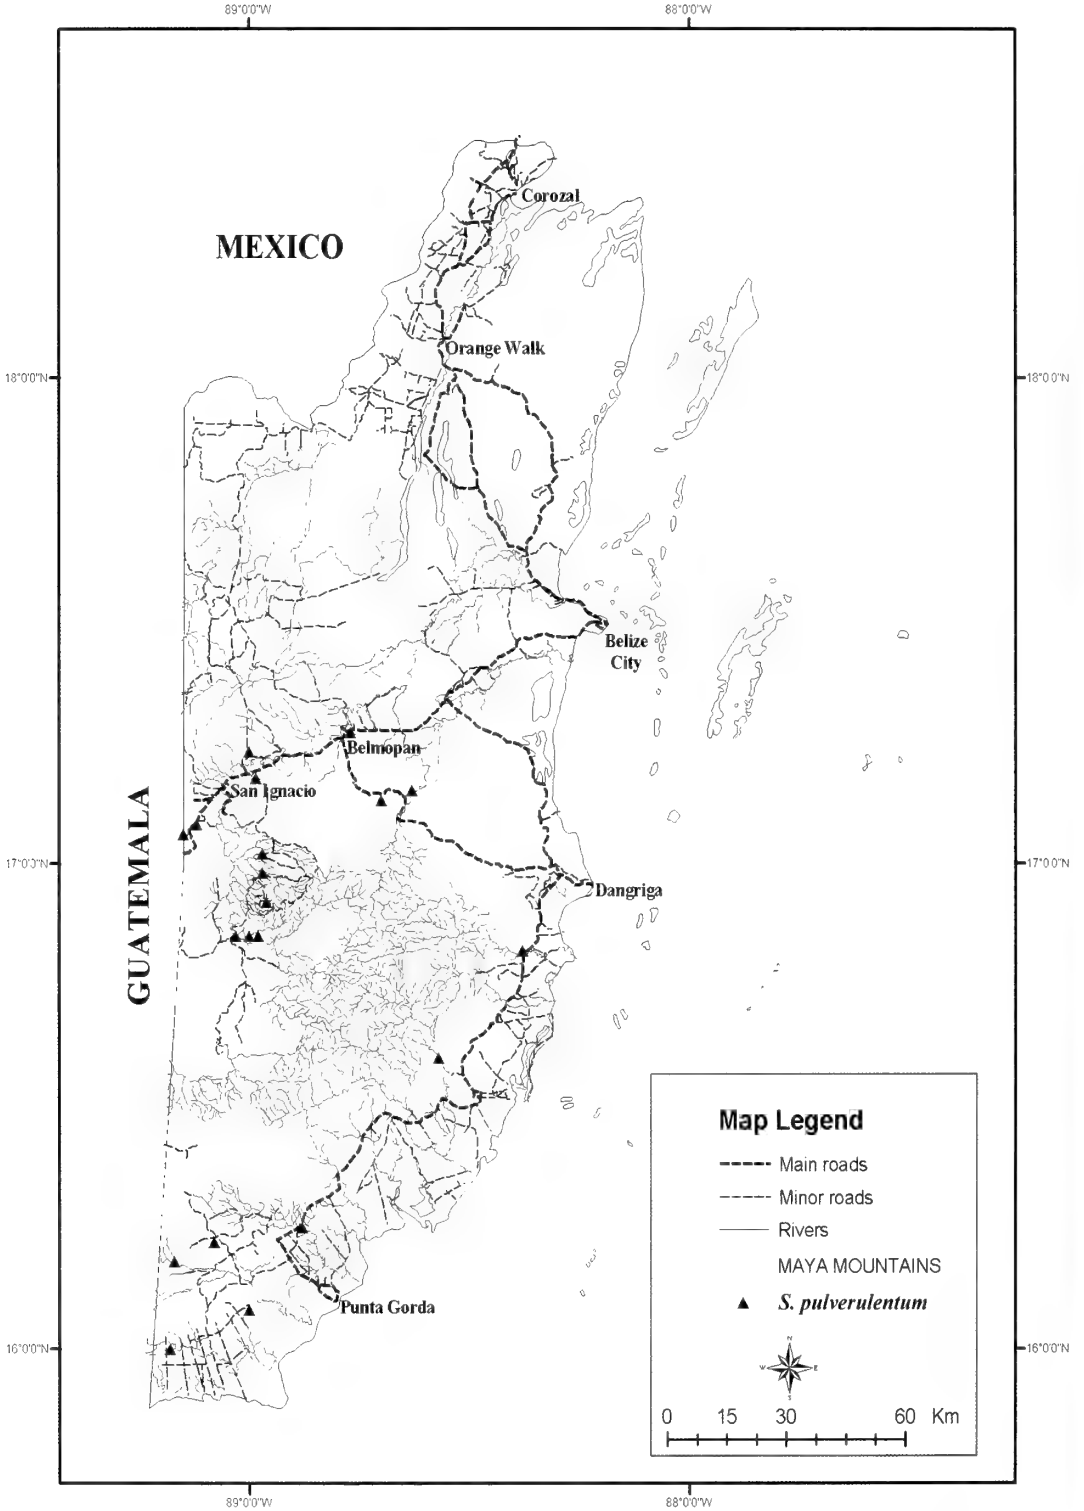 89°0'0"W 88°0'0"W
Corozal
MEXICO
Orange Walk
18°0'0"N 18°0'0"N
Belize
City
Belmopan
San Ignacio
GUATEMALA
17°0'0"N 17°0'0"N
Dangriga
Map Legend
Main roads
Minor roads
Rivers
MAYA MOUNTAINS
S. pulverulentum
Punta Gorda
16°0'0"N 16°0'0"N
N
W E
S
0 15 30 60 Km
89°0'0"W 88°0'0"W